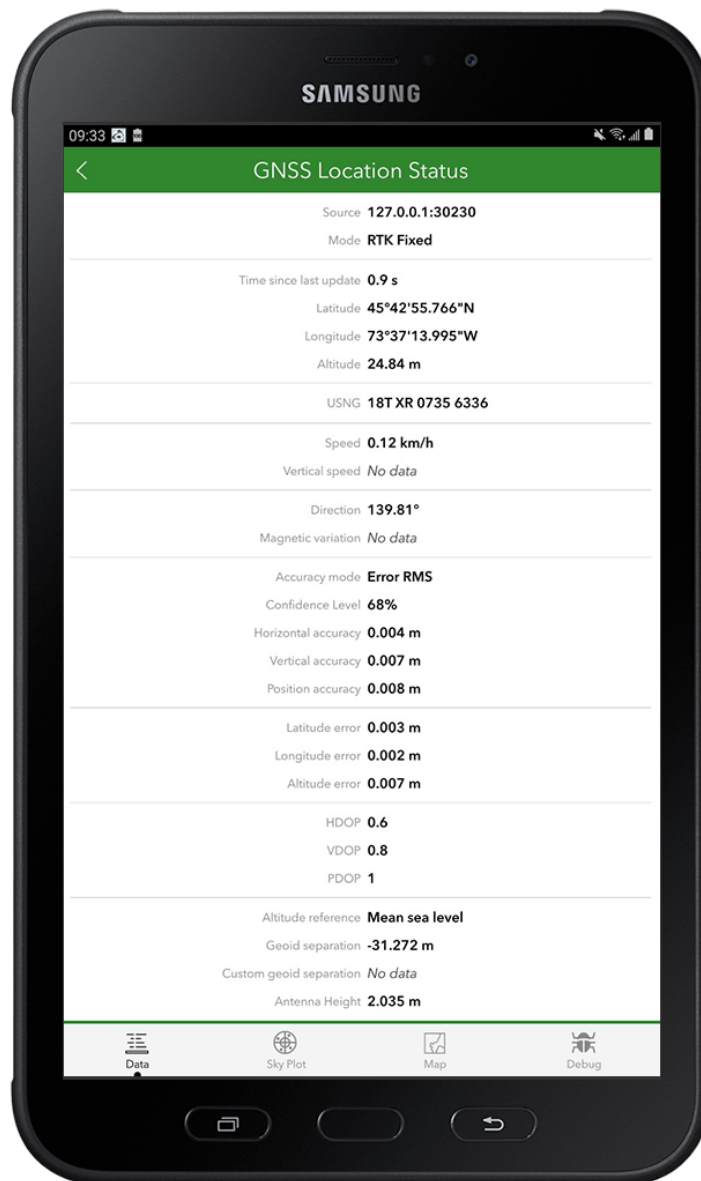 SAMSUNG
09:33
GNSS Location Status
Source 127.0.0.1:30230
Mode RTK Fixed
Time since last update 0.9 s
Latitude 45°42'55.766"N
Longitude 73°37'13.995"W
Altitude 24.84 m
USNG 18T XR 0735 6336
Speed 0.12 km/h
Vertical speed No data
Direction 139.81°
Magnetic variation No data
Accuracy mode Error RMS
Confidence Level 68%
Horizontal accuracy 0.004 m
Vertical accuracy 0.007 m
Position accuracy 0.008 m
Latitude error 0.003 m
Longitude error 0.002 m
Altitude error 0.007 m
HDOP 0.6
VDOP 0.8
PDOP 1
Altitude reference Mean sea level
Geoid separation -31.272 m
Custom geoid separation No data
Antenna Height 2.035 m
Data Sky Plot Map Debug